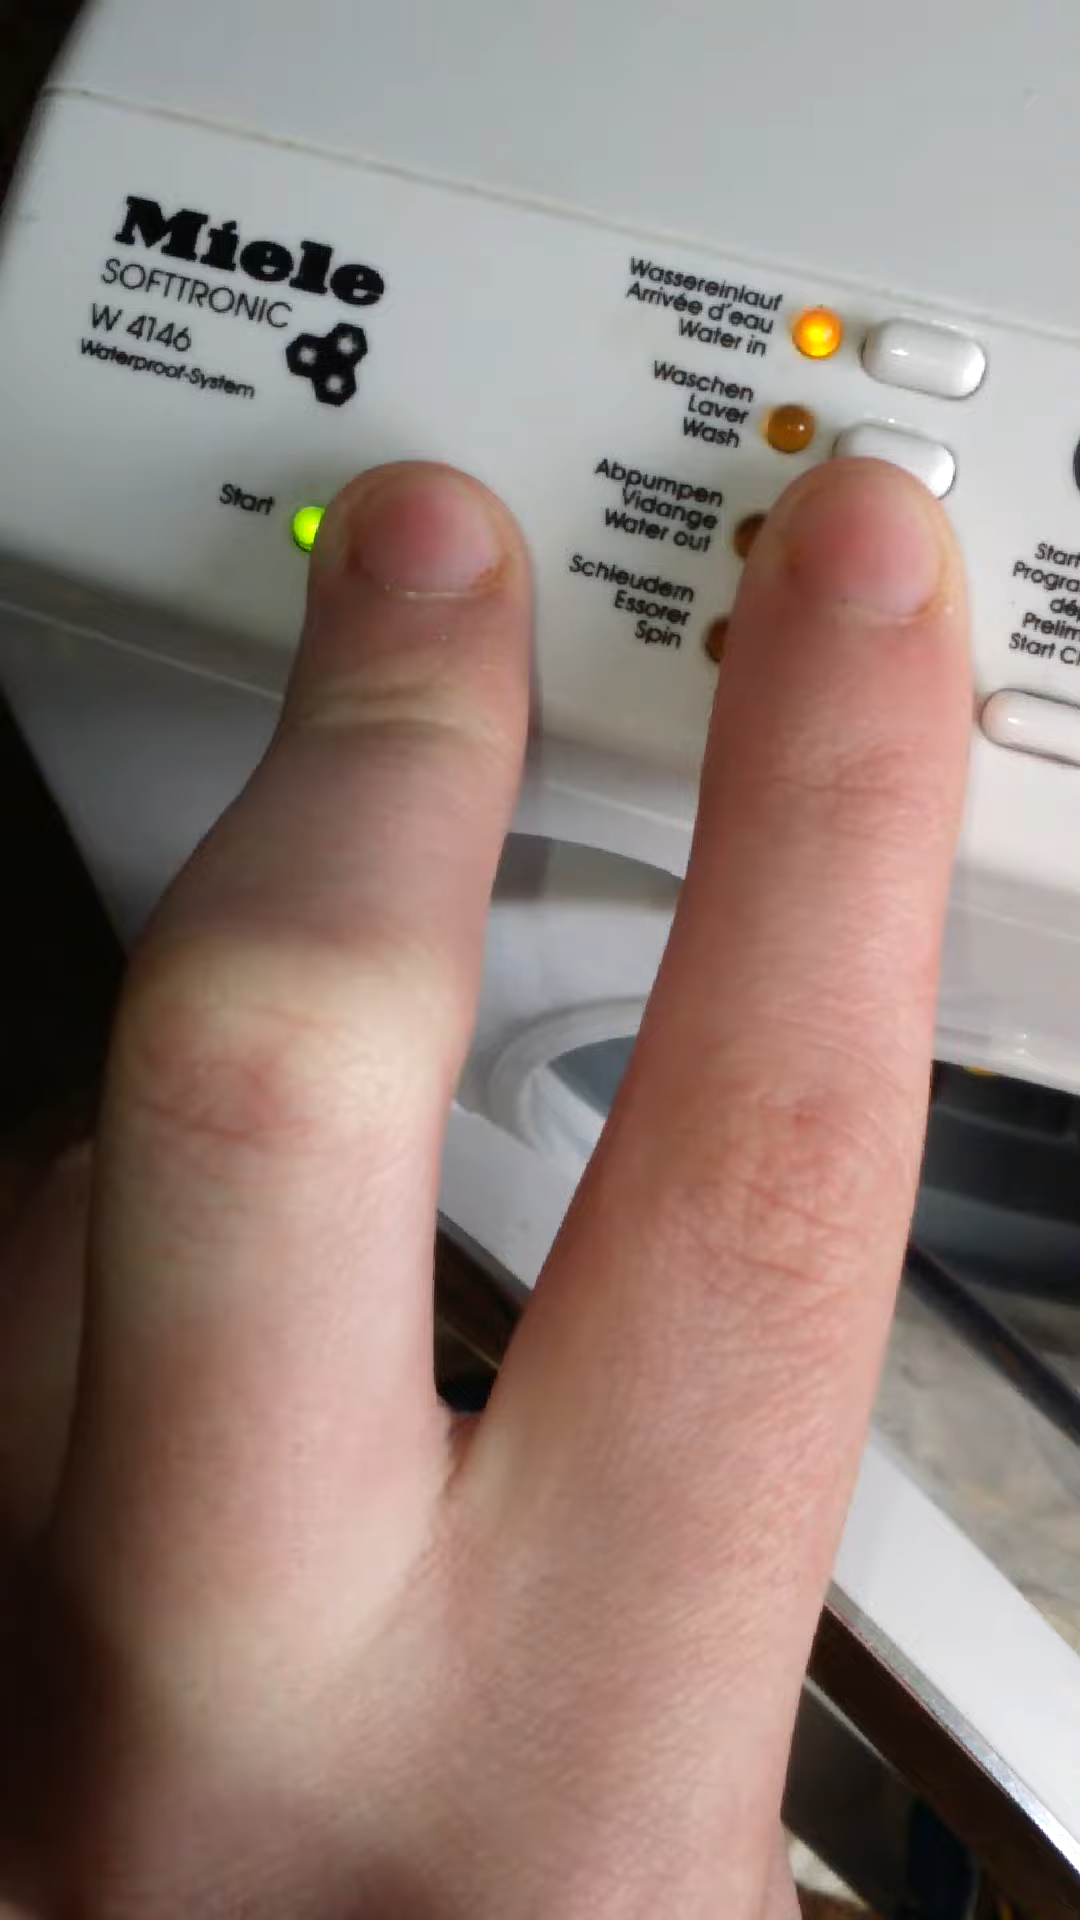 Miele
SOFTTRONIC
W 4146
Waterproof-System
Start
Wassereinlauf
Arrivée d'eau
Water in
Waschen
Laver
Wash
Abpumpen
Vidange
Water out
Schleudern
Essorer
Spin
Start